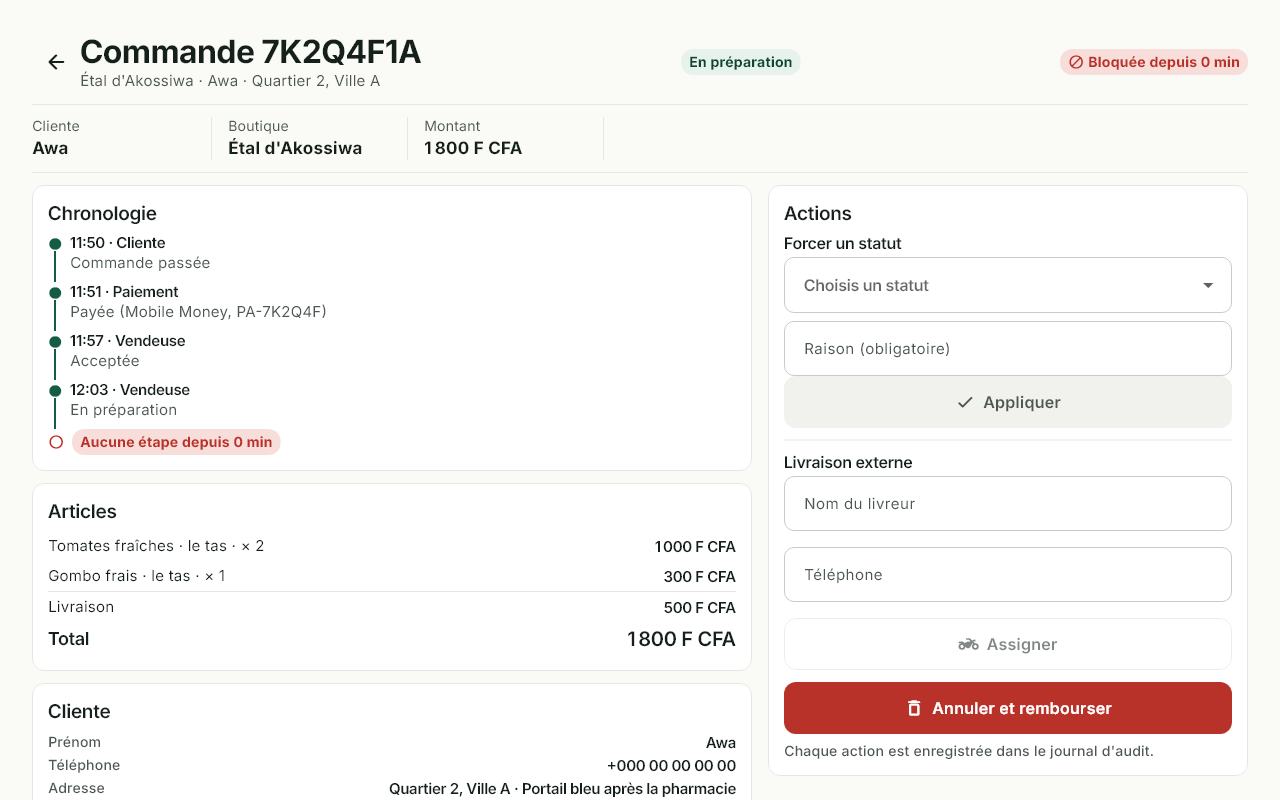 Commande 7K2Q4F1A
Étal d'Akossiwa · Awa · Quartier 2, Ville A
En préparation
Bloquée depuis 0 min
Cliente
Awa
Boutique
Étal d'Akossiwa
Montant
1 800 F CFA
Chronologie
11:50 · Cliente
Commande passée
11:51 · Paiement
Payée (Mobile Money, PA-7K2Q4F)
11:57 · Vendeuse
Acceptée
12:03 · Vendeuse
En préparation
Aucune étape depuis 0 min
Articles
Tomates fraîches · le tas · × 2
1 000 F CFA
Gombo frais · le tas · × 1
300 F CFA
Livraison
500 F CFA
Total
1 800 F CFA
Cliente
Prénom
Awa
Téléphone
+000 00 00 00 00
Adresse
Quartier 2, Ville A · Portail bleu après la pharmacie
Actions
Forcer un statut
Choisis un statut
Raison (obligatoire)
Appliquer
Livraison externe
Nom du livreur
Téléphone
Assigner
Annuler et rembourser
Chaque action est enregistrée dans le journal d'audit.